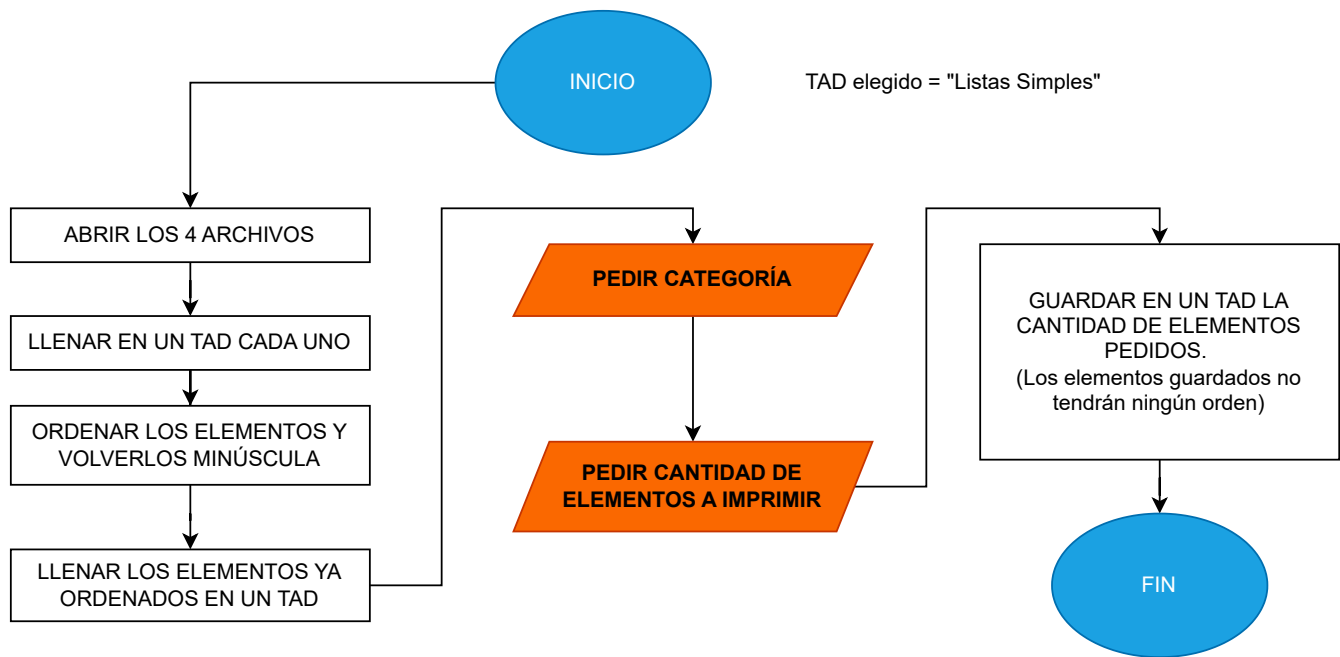 INICIO
TAD elegido = "Listas Simples"
ABRIR LOS 4 ARCHIVOS
LLENAR EN UN TAD CADA UNO
ORDENAR LOS ELEMENTOS Y
VOLVERLOS MINÚSCULA
LLENAR LOS ELEMENTOS YA
ORDENADOS EN UN TAD
PEDIR CATEGORÍA
PEDIR CANTIDAD DE
ELEMENTOS A IMPRIMIR
GUARDAR EN UN TAD LA
CANTIDAD DE ELEMENTOS
PEDIDOS.
(Los elementos guardados no
tendrán ningún orden)
FIN